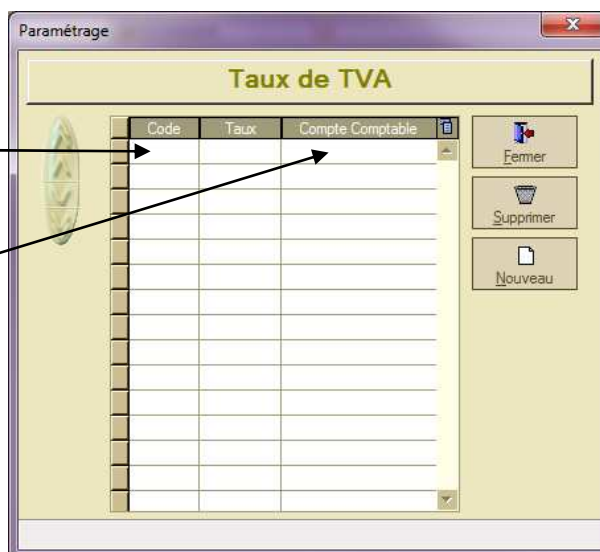 Paramétrage
Taux de TVA
Code Taux Compte Comptable
Fermer
Supprimer
Nouveau